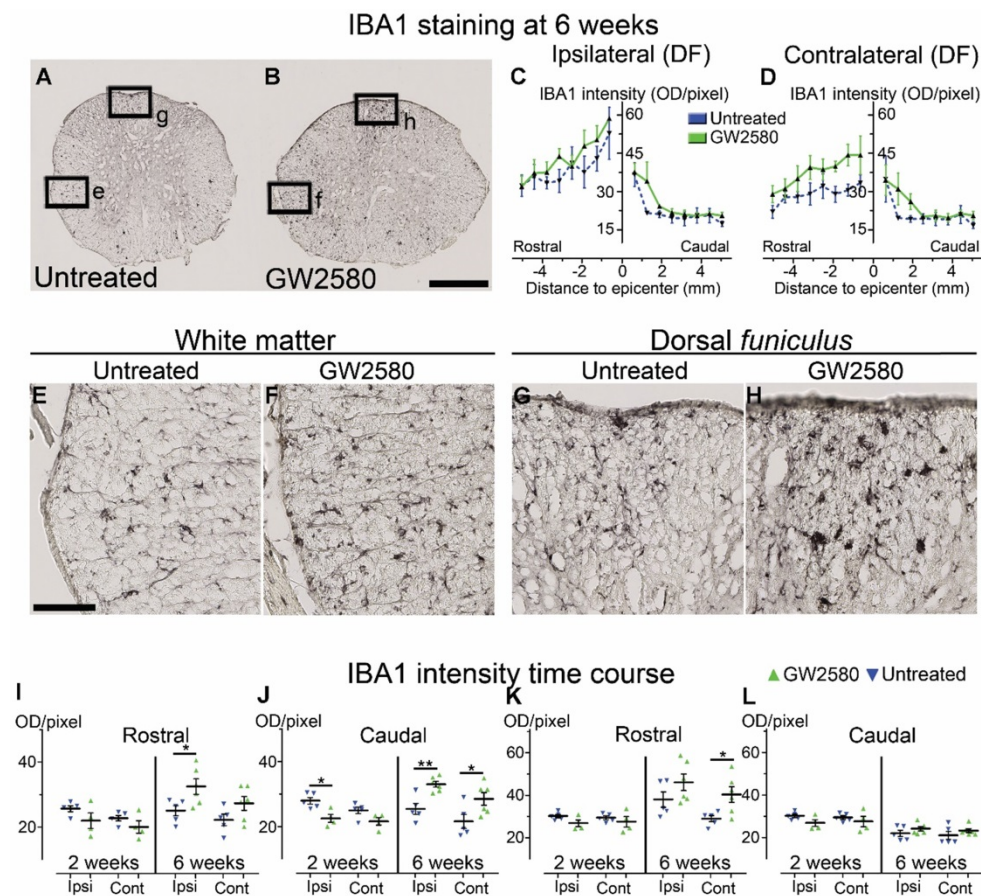 IBA1 staining at 6 weeks
A
B
g
h
e
f
Untreated
GW2580
Ipsilateral (DF)
Contralateral (DF)
C
IBA1 intensity (OD/pixel)
Untreated
GW2580
60
45
30
15
Rostral
Caudal
-4 -2 0 2 4
Distance to epicenter (mm)
D
IBA1 intensity (OD/pixel)
60
45
30
15
Rostral
Caudal
-4 -2 0 2 4
Distance to epicenter (mm)
White matter
Untreated
GW2580
E
F
Dorsal funiculus
Untreated
GW2580
G
H
IBA1 intensity time course
GW2580 Untreated
I
OD/pixel
Rostral
40
20
*
2 weeks
6 weeks
Ipsi Cont Ipsi Cont
J
OD/pixel
Caudal
40
20
* ** *
2 weeks
6 weeks
Ipsi Cont Ipsi Cont
K
OD/pixel
Rostral
60
40
20
*
2 weeks
6 weeks
Ipsi Cont Ipsi Cont
L
OD/pixel
Caudal
60
40
20
2 weeks
6 weeks
Ipsi Cont Ipsi Cont